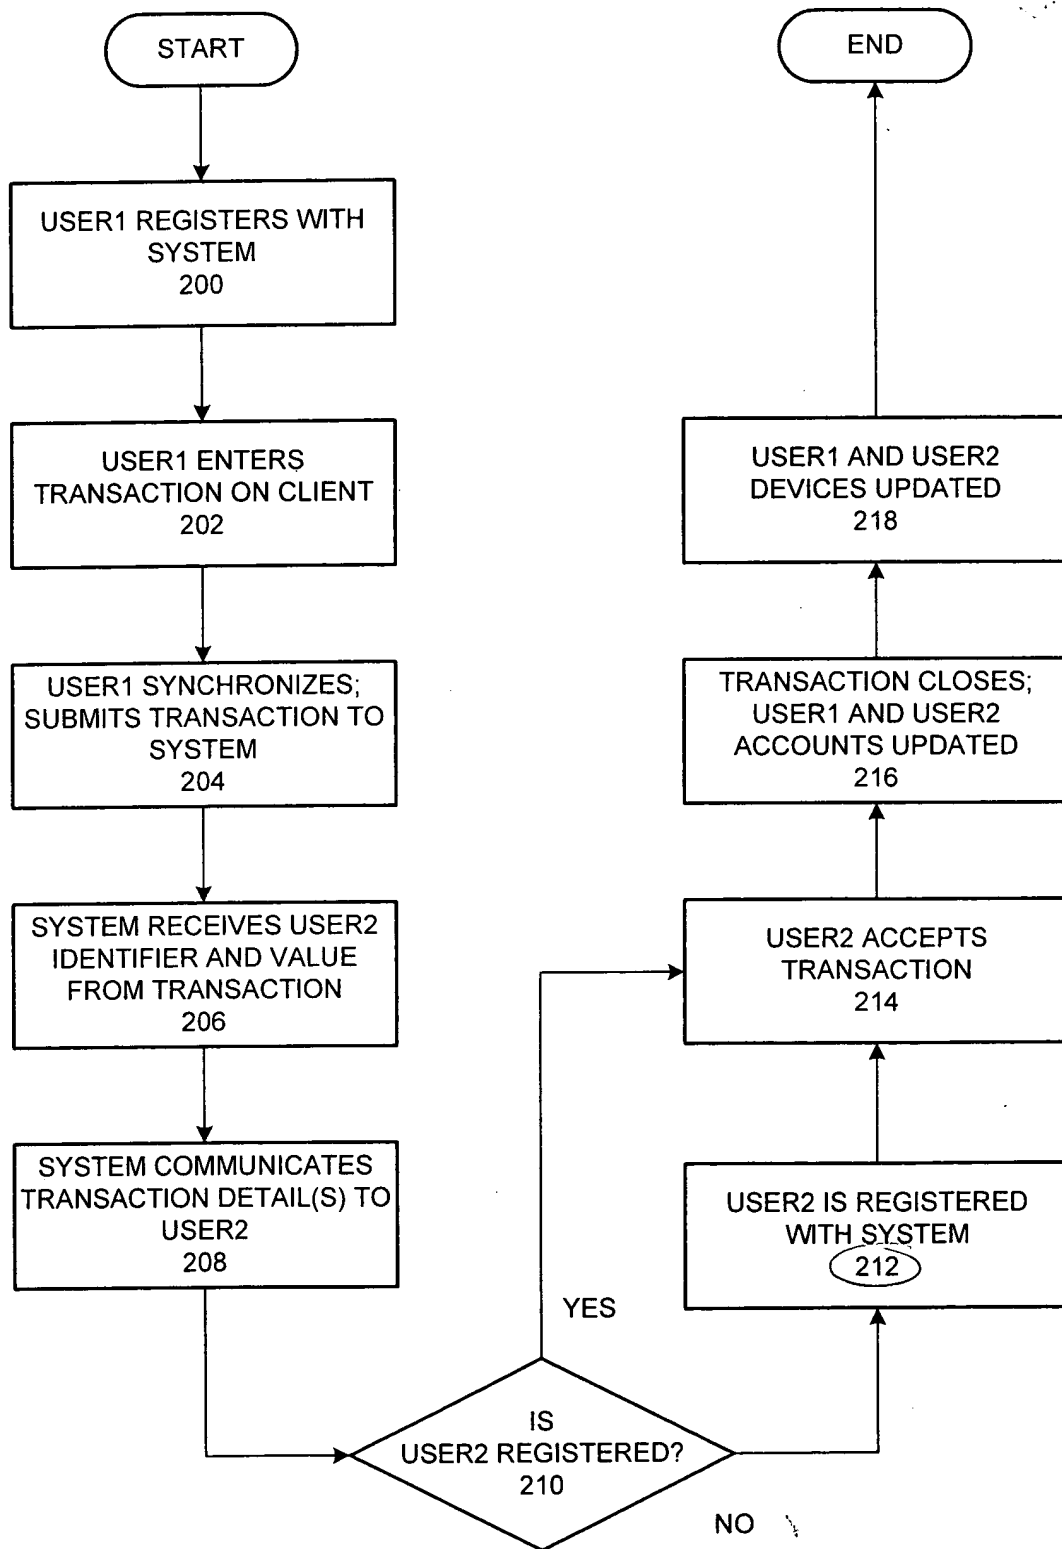 START
USER1 REGISTERS WITH
SYSTEM
200
USER1 ENTERS
TRANSACTION ON CLIENT
202
USER1 SYNCHRONIZES;
SUBMITS TRANSACTION TO
SYSTEM
204
SYSTEM RECEIVES USER2
IDENTIFIER AND VALUE
FROM TRANSACTION
206
SYSTEM COMMUNICATES
TRANSACTION DETAIL(S) TO
USER2
208
IS
USER2 REGISTERED?
210
YES
NO
USER2 IS REGISTERED
WITH SYSTEM
212
USER2 ACCEPTS
TRANSACTION
214
TRANSACTION CLOSES;
USER1 AND USER2
ACCOUNTS UPDATED
216
USER1 AND USER2
DEVICES UPDATED
218
END